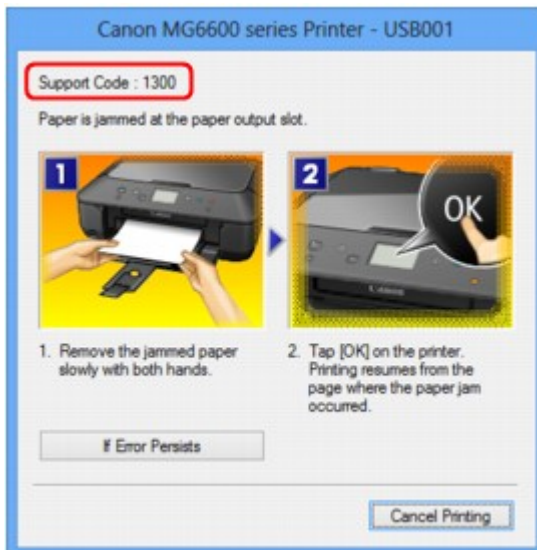 Canon MG6600 series Printer - USB001
Support Code : 1300
Paper is jammed at the paper output slot.
1
2
OK
Canon
1. Remove the jammed paper
slowly with both hands.
2. Tap [OK] on the printer.
Printing resumes from the
page where the paper jam
occurred.
If Error Persists
Cancel Printing